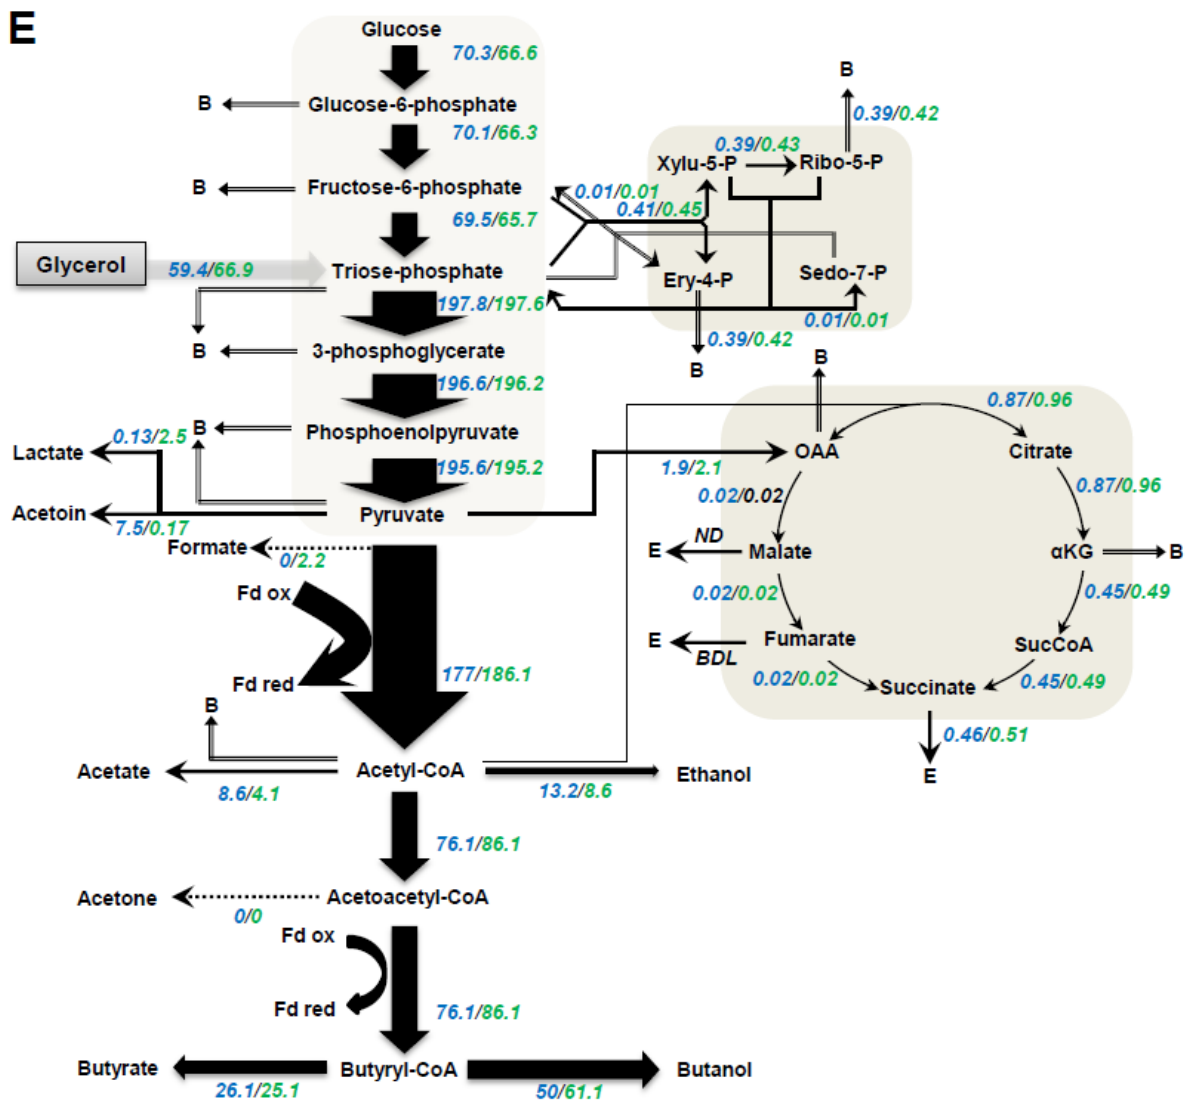 E
Glucose
70.3/66.6
B
Glucose-6-phosphate
70.1/66.3
B
Fructose-6-phosphate
69.5/65.7
Glycerol
59.4/66.9
Triose-phosphate
197.8/197.6
B
3-phosphoglycerate
196.6/196.2
B
Phosphoenolpyruvate
195.6/195.2
Lactate
0.13/2.5
Acetoin
7.5/0.17
Pyruvate
1.9/2.1
Formate
0/2.2
Fd ox
Fd red
177/186.1
B
Acetate
8.6/4.1
Acetyl-CoA
13.2/8.6
Ethanol
76.1/86.1
Acetone
0/0
Acetoacetyl-CoA
Fd ox
Fd red
76.1/86.1
Butyrate
26.1/25.1
Butyryl-CoA
50/61.1
Butanol
B
0.39/0.42
0.39/0.43
Xylu-5-P
Ribo-5-P
0.01/0.01
0.41/0.45
Ery-4-P
Sedo-7-P
0.01/0.01
0.39/0.42
B
B
0.87/0.96
OAA
Citrate
0.02/0.02
0.87/0.96
E
ND
Malate
αKG
B
0.02/0.02
0.45/0.49
E
BDL
Fumarate
SucCoA
0.02/0.02
0.45/0.49
Succinate
0.46/0.51
E